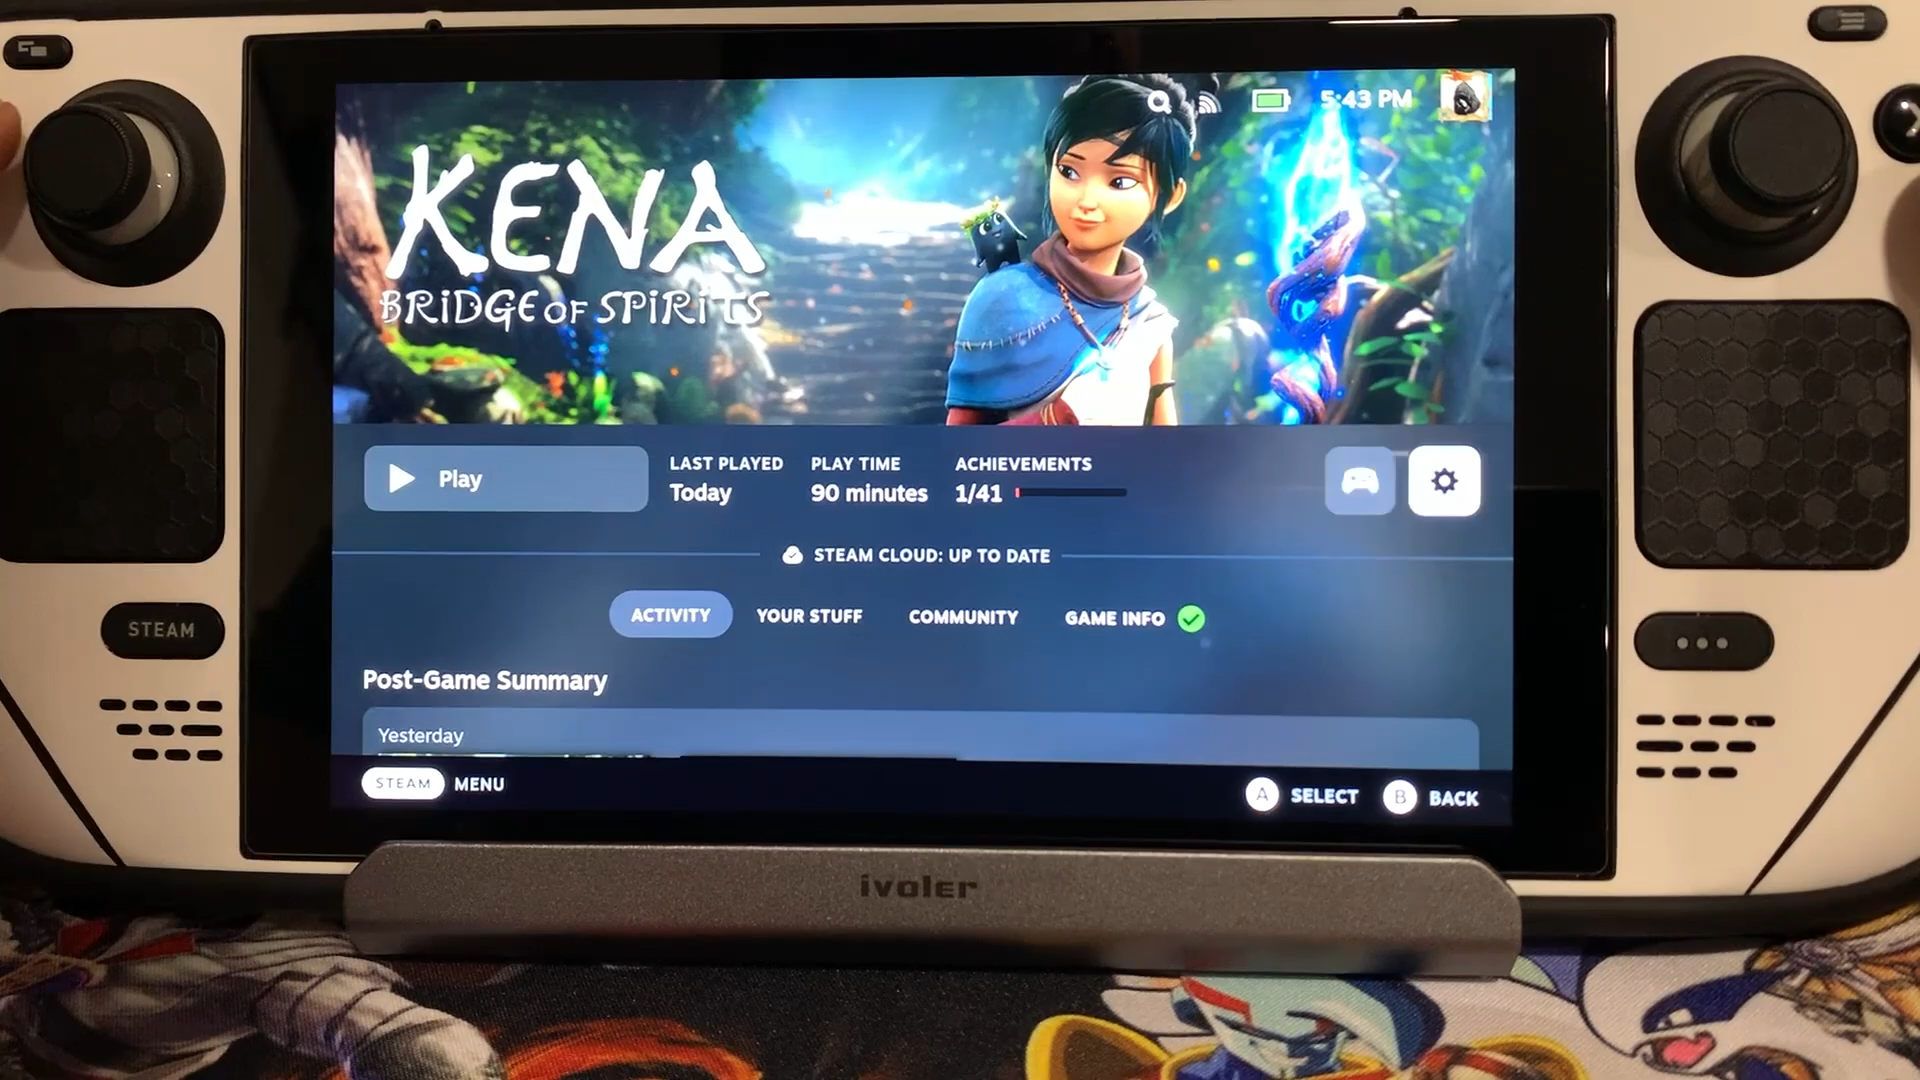 5:43 PM
KENA
BRIDGE OF SPIRITS
Play
LAST PLAYED
Today
PLAY TIME
90 minutes
ACHIEVEMENTS
1/41
STEAM CLOUD: UP TO DATE
ACTIVITY
YOUR STUFF
COMMUNITY
GAME INFO
STEAM
Post-Game Summary
Yesterday
STEAM MENU
A SELECT
B BACK
ivoler